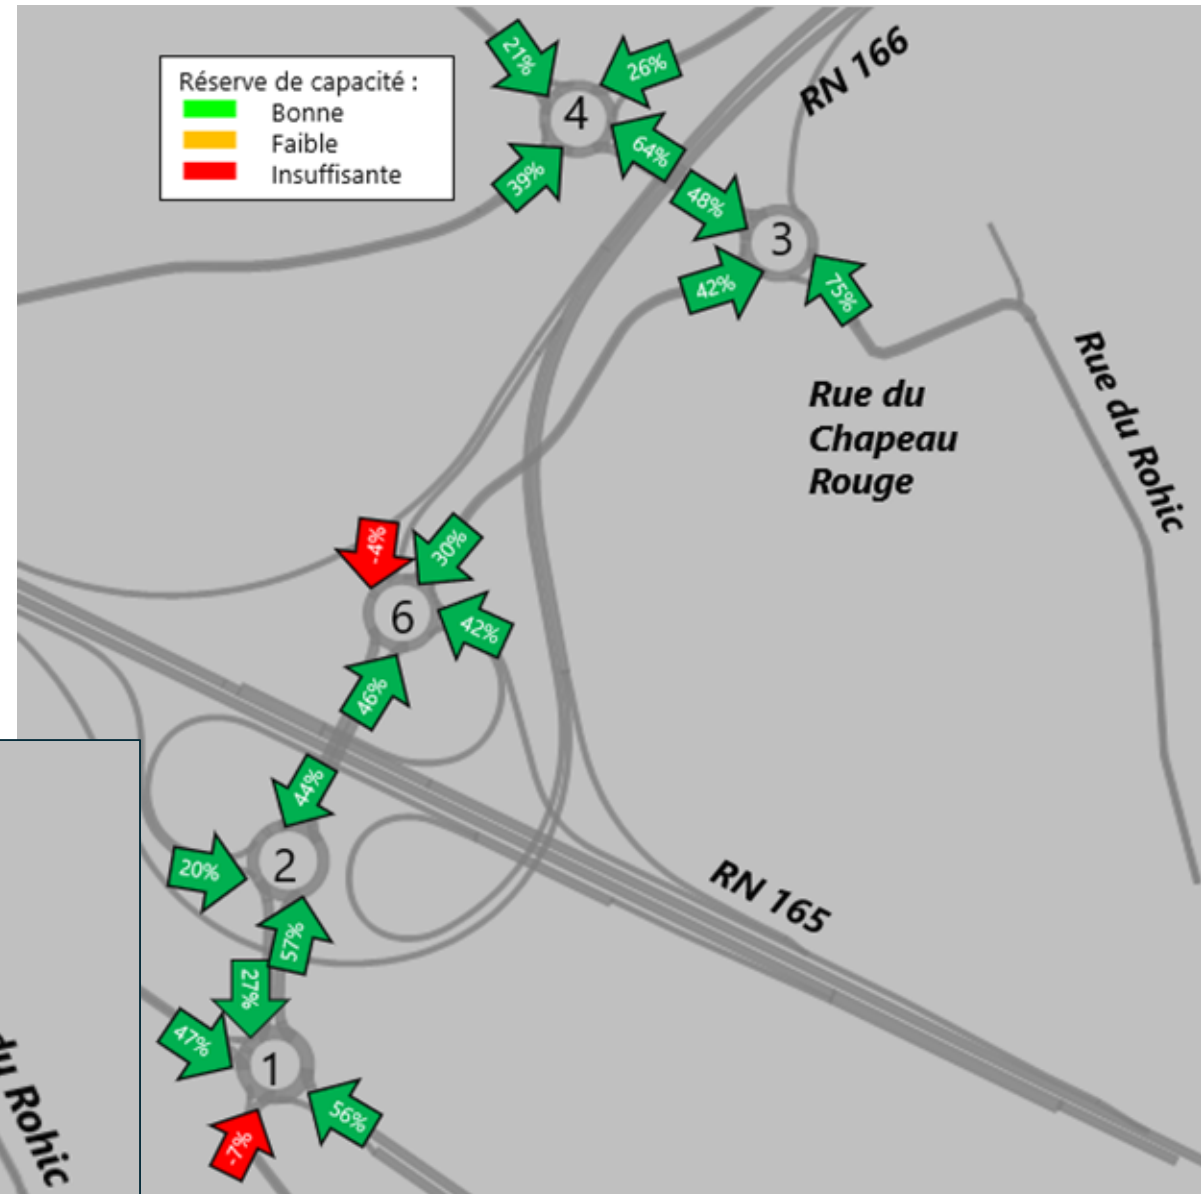 21%
26%
RN 166
Réserve de capacité :
Bonne
Faible
Insuffisante
4
64%
39%
48%
3
42%
75%
Rue du
Chapeau
Rouge
Rue du Rohic
-4%
30%
6
42%
46%
44%
2
20%
RN 165
57%
27%
47%
1
56%
-7%
du Rohic